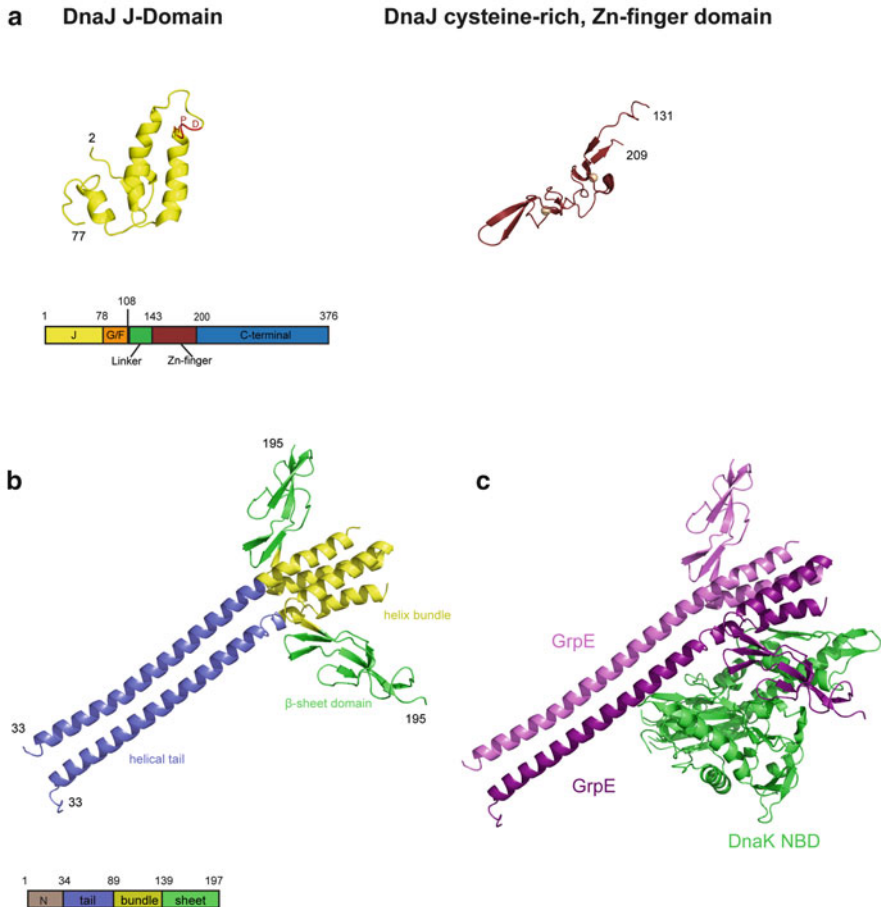 a
DnaJ J-Domain
DnaJ cysteine-rich, Zn-finger domain
P D
2
77
131
209
1 78 108 143 200 376
J G/F C-terminal
Linker Zn-finger
b
195
helix bundle
β-sheet domain
195
33
helical tail
33
1 34 89 139 197
N tail bundle sheet
c
GrpE
GrpE
DnaK NBD